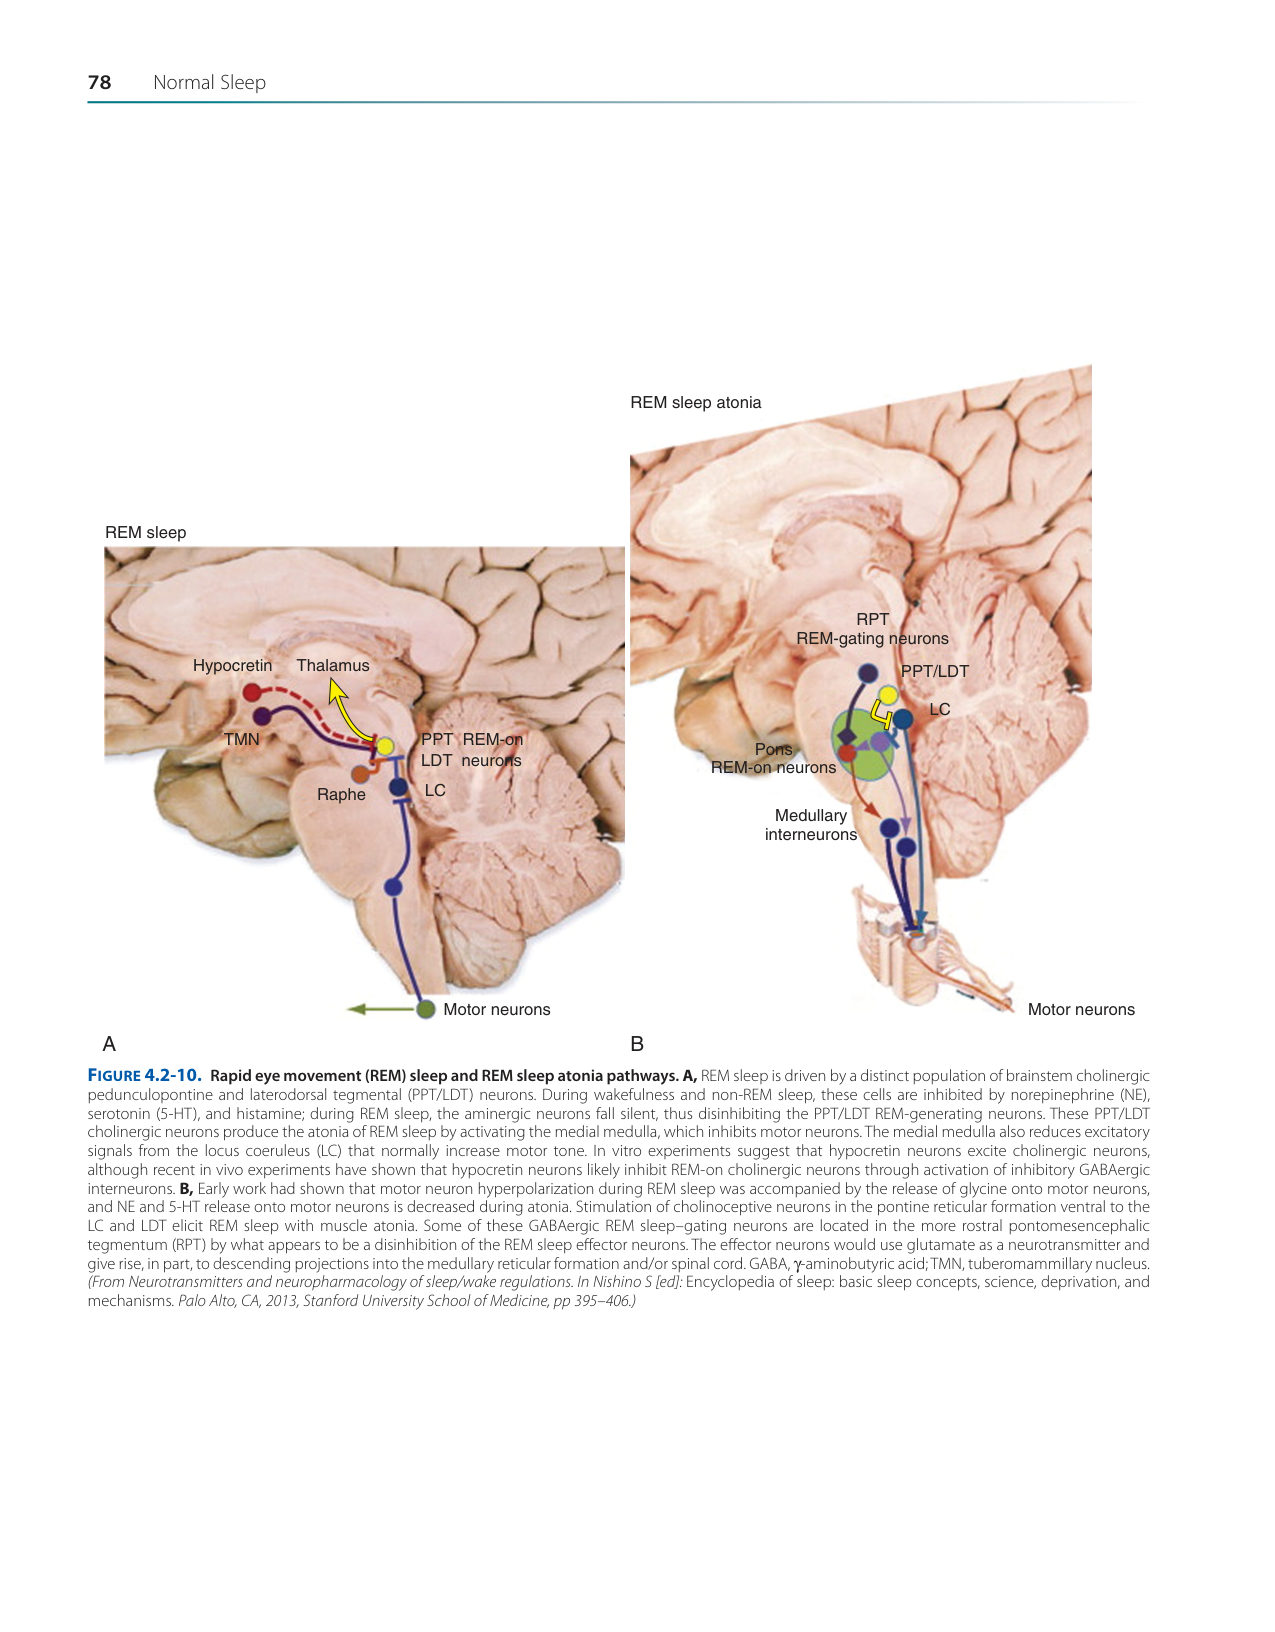 78 Normal Sleep
REM sleep atonia
REM sleep
RPT
REM-gating neurons
Hypocretin Thalamus
PPT/LDT
LC
TMN
PPT REM-on
LDT neurons
Pons
REM-on neurons
Raphe
LC
Medullary
interneurons
Motor neurons
Motor neurons
A
B
FIGURE 4.2-10. Rapid eye movement (REM) sleep and REM sleep atonia pathways. A, REM sleep is driven by a distinct population of brainstem cholinergic
pedunculopontine and laterodorsal tegmental (PPT/LDT) neurons. During wakefulness and non-REM sleep, these cells are inhibited by norepinephrine (NE),
serotonin (5-HT), and histamine; during REM sleep, the aminergic neurons fall silent, thus disinhibiting the PPT/LDT REM-generating neurons. These PPT/LDT
cholinergic neurons produce the atonia of REM sleep by activating the medial medulla, which inhibits motor neurons. The medial medulla also reduces excitatory
signals from the locus coeruleus (LC) that normally increase motor tone. In vitro experiments suggest that hypocretin neurons excite cholinergic neurons,
although recent in vivo experiments have shown that hypocretin neurons likely inhibit REM-on cholinergic neurons through activation of inhibitory GABAergic
interneurons. B, Early work had shown that motor neuron hyperpolarization during REM sleep was accompanied by the release of glycine onto motor neurons,
and NE and 5-HT release onto motor neurons is decreased during atonia. Stimulation of cholinoceptive neurons in the pontine reticular formation ventral to the
LC and LDT elicit REM sleep with muscle atonia. Some of these GABAergic REM sleep–gating neurons are located in the more rostral pontomesencephalic
tegmentum (RPT) by what appears to be a disinhibition of the REM sleep effector neurons. The effector neurons would use glutamate as a neurotransmitter and
give rise, in part, to descending projections into the medullary reticular formation and/or spinal cord. GABA, γ-aminobutyric acid; TMN, tuberomammillary nucleus.
(From Neurotransmitters and neuropharmacology of sleep/wake regulations. In Nishino S [ed]: Encyclopedia of sleep: basic sleep concepts, science, deprivation, and
mechanisms. Palo Alto, CA, 2013, Stanford University School of Medicine, pp 395–406.)